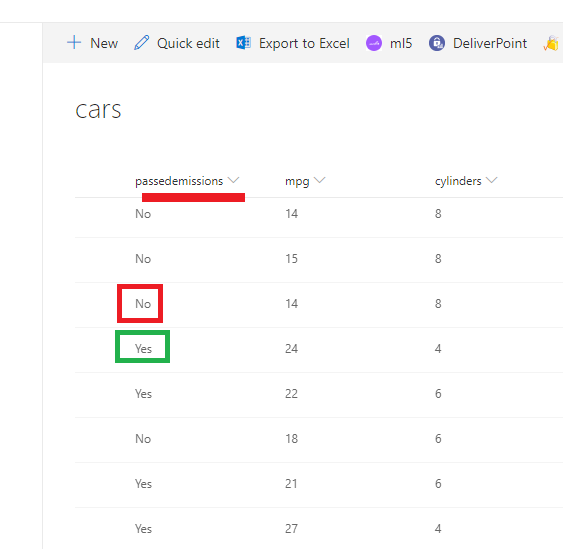 New Quick edit Export to Excel ml5 DeliverPoint
cars
passedemissions mpg cylinders
No 14 8
No 15 8
No 14 8
Yes 24 4
Yes 22 6
No 18 6
Yes 21 6
Yes 27 4